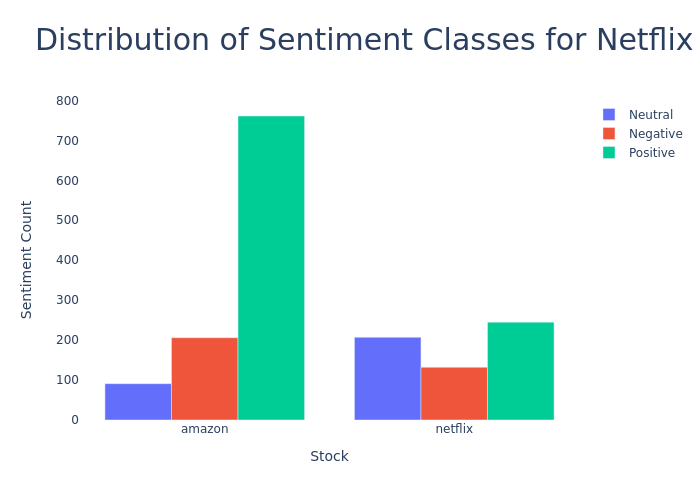 Distribution of Sentiment Classes for Netflix
800
700
600
500
400
300
200
100
0
Sentiment Count
amazon
netflix
Stock
Neutral
Negative
Positive